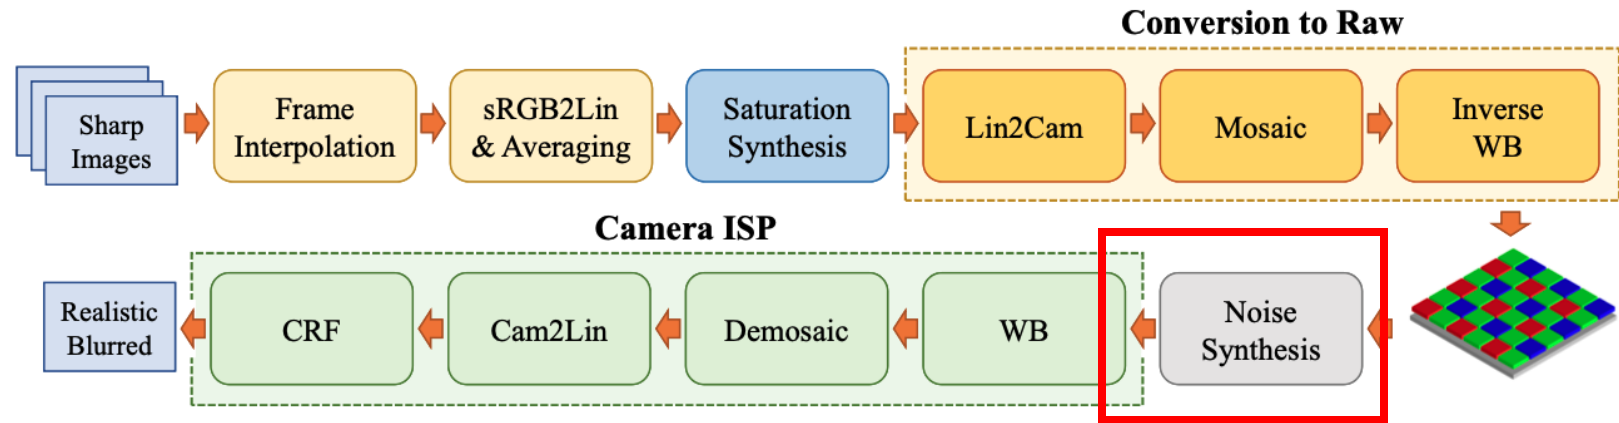 Conversion to Raw
Sharp
Images
Frame
Interpolation
sRGB2Lin
& Averaging
Saturation
Synthesis
Lin2Cam
Mosaic
Inverse
WB
Camera ISP
Realistic
Blurred
CRF
Cam2Lin
Demosaic
WB
Noise
Synthesis